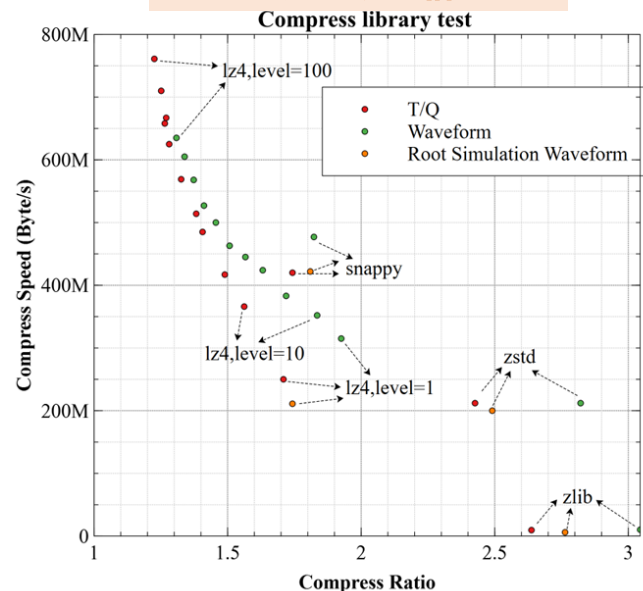 Compress library test
800M
600M
400M
200M
0
Compress Speed (Byte/s)
lz4,level=100
T/Q
Waveform
Root Simulation Waveform
snappy
lz4,level=10
lz4,level=1
zstd
zlib
1
1.5
2
2.5
3
Compress Ratio